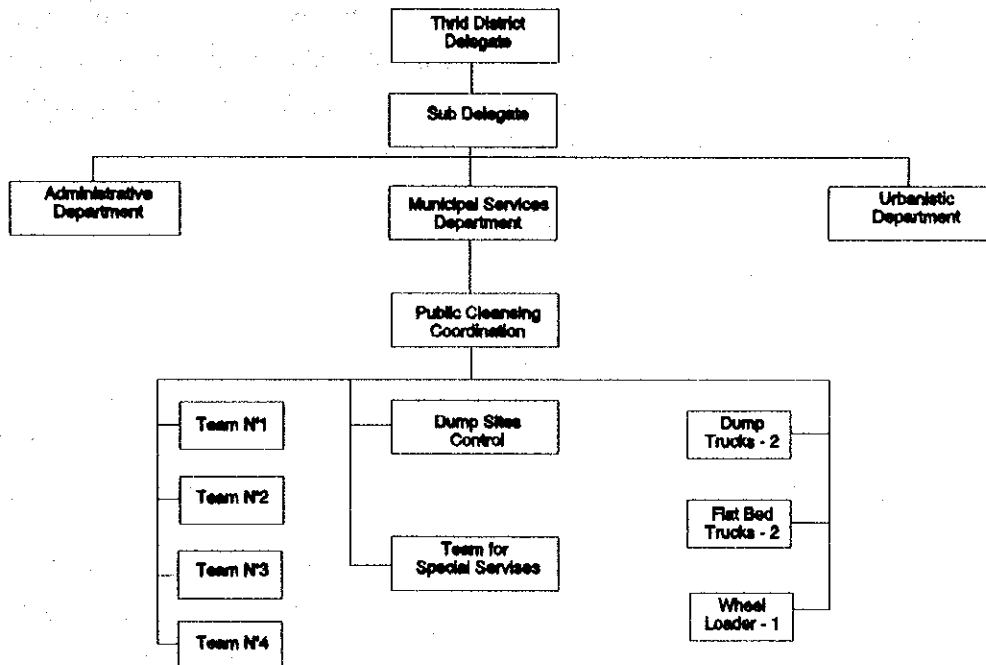 Thrid District
Delegate
Sub Delegate
Administrative
Department
Municipal Services
Department
Urbanistic
Department
Public Cleansing
Coordination
Team N°1
Team N°2
Team N°3
Team N°4
Dump Sites
Control
Team for
Special Servises
Dump
Trucks - 2
Flat Bed
Trucks - 2
Wheel
Loader - 1